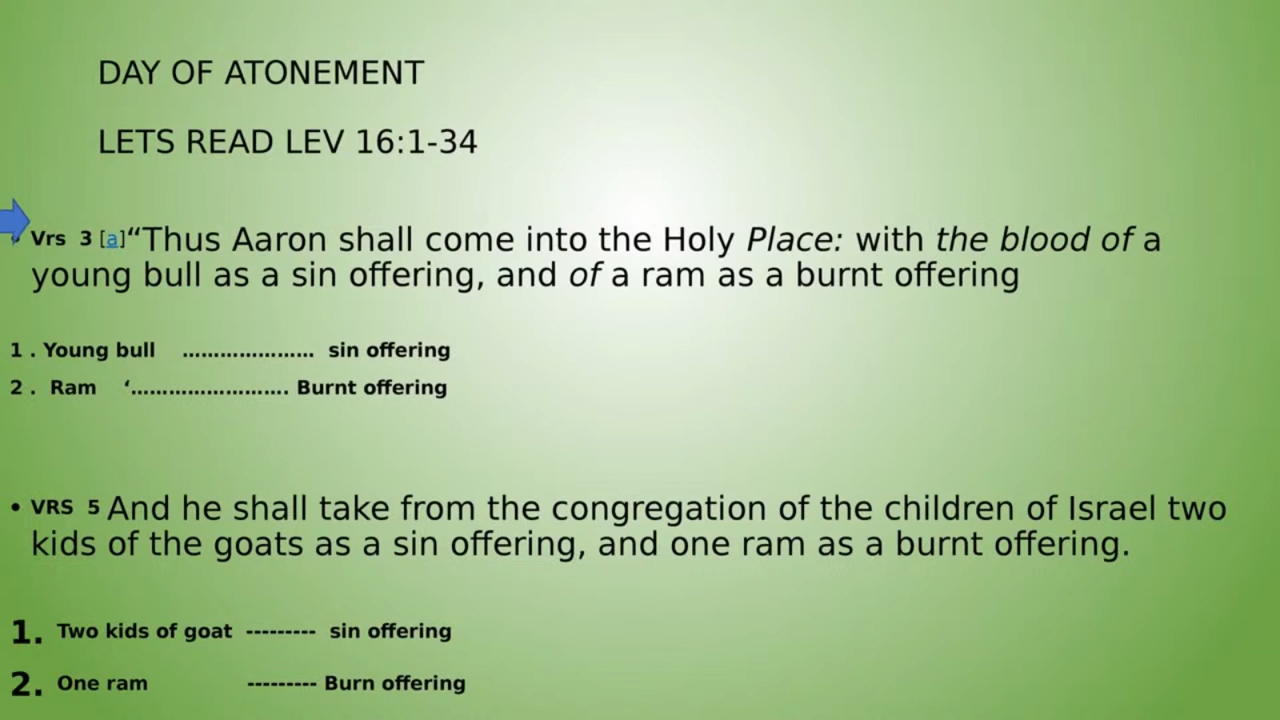 DAY OF ATONEMENT
LETS READ LEV 16:1-34
• Vrs 3 [a]“Thus Aaron shall come into the Holy Place: with the blood of a
young bull as a sin offering, and of a ram as a burnt offering
1 . Young bull ………………… sin offering
2 . Ram ‘……………………. Burnt offering
• VRS 5 And he shall take from the congregation of the children of Israel two
kids of the goats as a sin offering, and one ram as a burnt offering.
1. Two kids of goat --------- sin offering
2. One ram --------- Burn offering